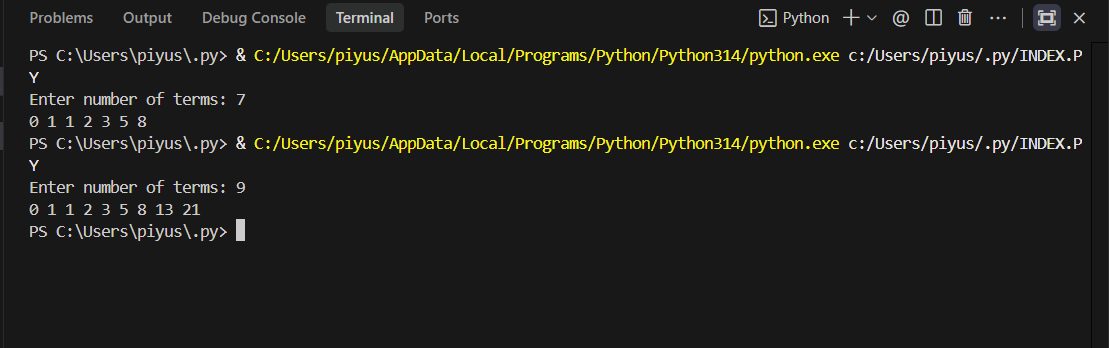 Problems Output Debug Console Terminal Ports Python
PS C:\Users\piyus\.py> & C:/Users/piyus/AppData/Local/Programs/Python/Python314/python.exe c:/Users/piyus/.py/INDEX.P
Y
Enter number of terms: 7
0 1 1 2 3 5 8
PS C:\Users\piyus\.py> & C:/Users/piyus/AppData/Local/Programs/Python/Python314/python.exe c:/Users/piyus/.py/INDEX.P
Y
Enter number of terms: 9
0 1 1 2 3 5 8 13 21
PS C:\Users\piyus\.py>